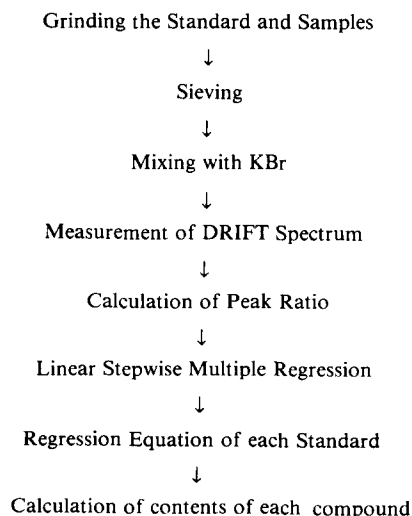 Grinding the Standard and Samples
↓
Sieving
↓
Mixing with KBr
↓
Measurement of DRIFT Spectrum
↓
Calculation of Peak Ratio
↓
Linear Stepwise Multiple Regression
↓
Regression Equation of each Standard
↓
Calculation of contents of each compound